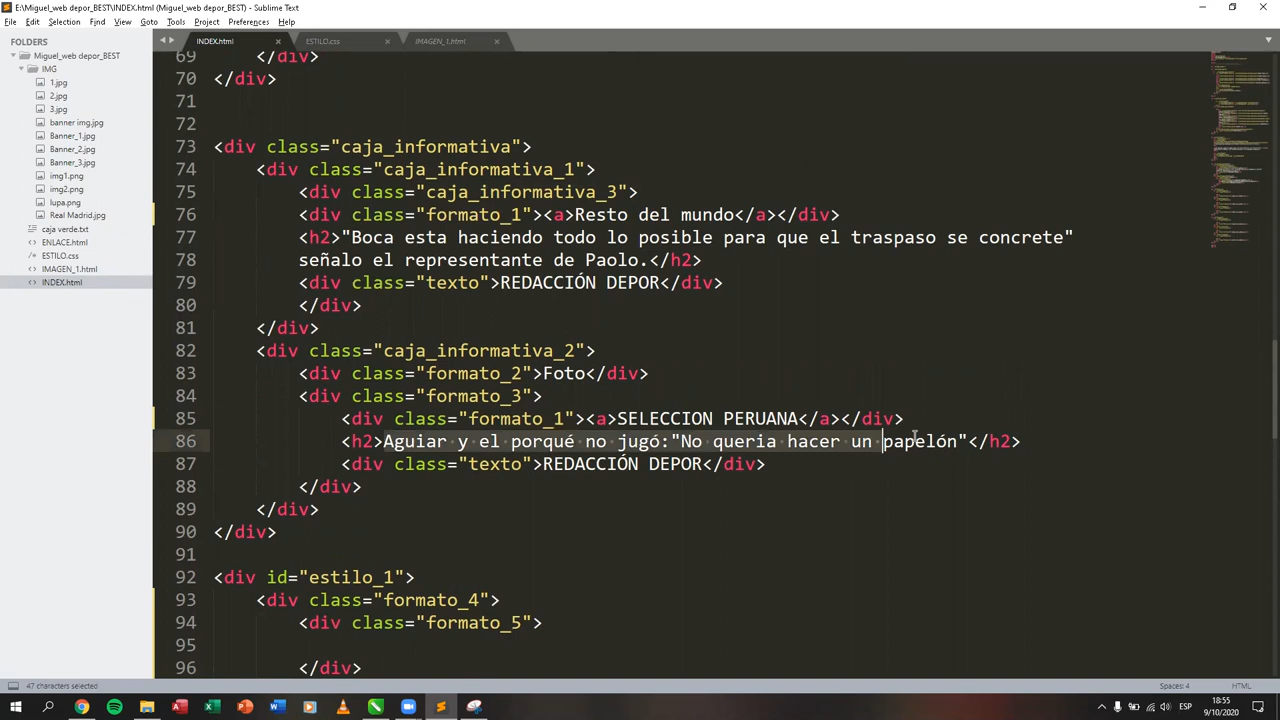 E:\Miguel_web depor_BEST\INDEX.html (Miguel_web depor_BEST) - Sublime Text
File Edit Selection Find View Goto Tools Project Preferences Help
FOLDERS
Miguel_web depor_BEST
IMG
1.jpg
2.jpg
3.jpg
banner img.jpg
Banner_1.jpg
Banner_2.jpg
Banner_3.jpg
img1.png
img2.png
lupa.png
Real Madrid.jpg
caja verde.txt
ENLACE.html
ESTILO.css
IMAGEN_1.html
INDEX.html
INDEX.html ESTILO.css IMAGEN_1.html
69 </div>
70 </div>
71
72
73 <div class="caja_informativa">
74 <div class="caja_informativa_1">
75 <div class="caja_informativa_3">
76 <div class="formato_1"><a>Resto del mundo</a></div>
77 <h2>"Boca esta haciendo todo lo posible para que el traspaso se concrete"
78 señalo el representante de Paolo.</h2>
79 <div class="texto">REDACCIÓN DEPOR</div>
80 </div>
81 </div>
82 <div class="caja_informativa_2">
83 <div class="formato_2">Foto</div>
84 <div class="formato_3">
85 <div class="formato_1"><a>SELECCION PERUANA</a></div>
86 <h2>Aguiar y el porqué no jugó:"No queria hacer un papelón"</h2>
87 <div class="texto">REDACCIÓN DEPOR</div>
88 </div>
89 </div>
90 </div>
91
92 <div id="estilo_1">
93 <div class="formato_4">
94 <div class="formato_5">
95
96 </div>
47 characters selected
Spaces: 4
HTML
ESP
18:55
9/10/2020